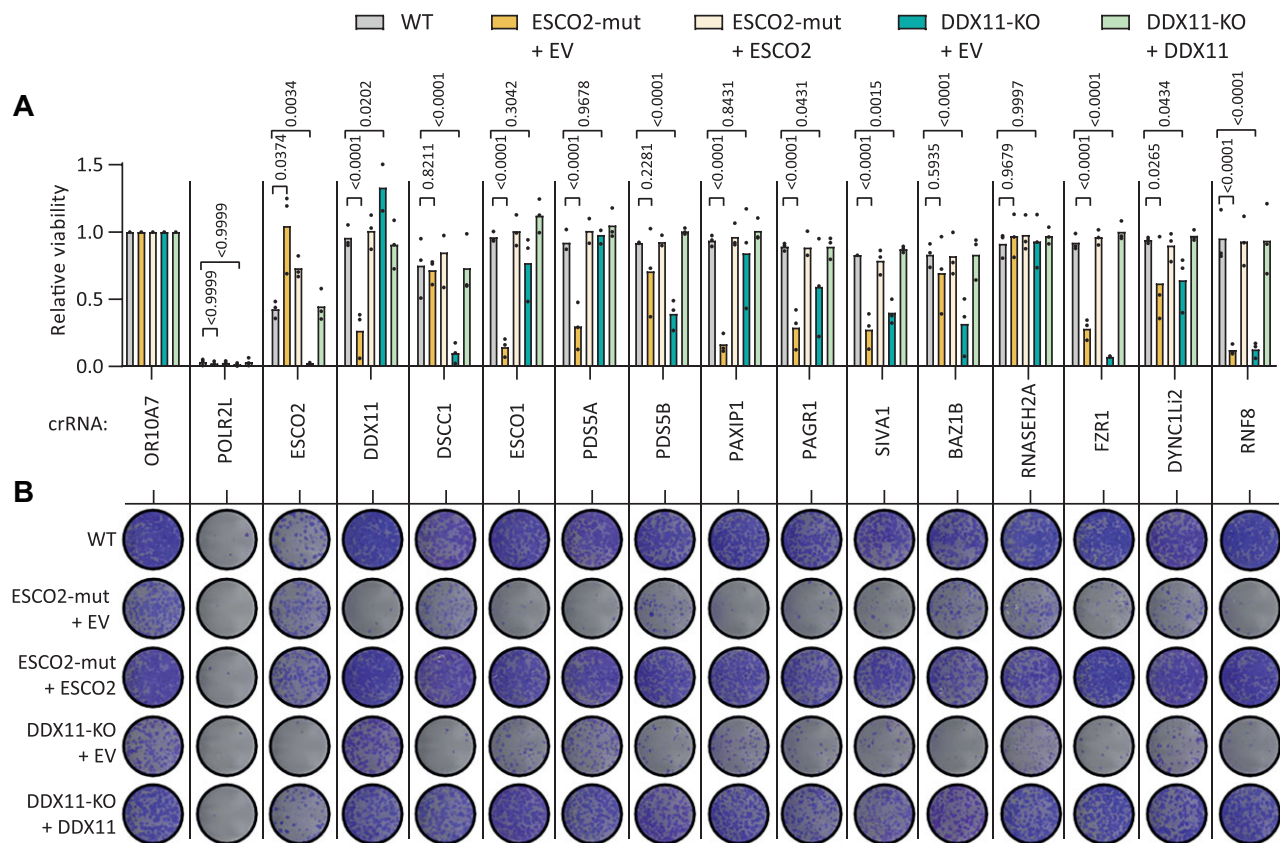 WT
ESCO2-mut
+ EV
ESCO2-mut
+ ESCO2
DDX11-KO
+ EV
DDX11-KO
+ DDX11
A
Relative viability
1.5
1.0
0.5
0.0
<0.9999
<0.9999
0.0374
0.0034
<0.0001
0.0202
0.8211
<0.0001
<0.0001
0.3042
<0.0001
0.9678
0.2281
<0.0001
<0.0001
0.8431
<0.0001
0.0431
<0.0001
0.0015
0.5935
<0.0001
0.9679
0.9997
<0.0001
<0.0001
0.0265
0.0434
<0.0001
<0.0001
crRNA:
OR10A7
POLR2L
ESCO2
DDX11
DSCC1
ESCO1
PDS5A
PDS5B
PAXIP1
PAGR1
SIVA1
BAZ1B
RNASEH2A
FZR1
DYNC1Li2
RNF8
B
WT
ESCO2-mut
+ EV
ESCO2-mut
+ ESCO2
DDX11-KO
+ EV
DDX11-KO
+ DDX11